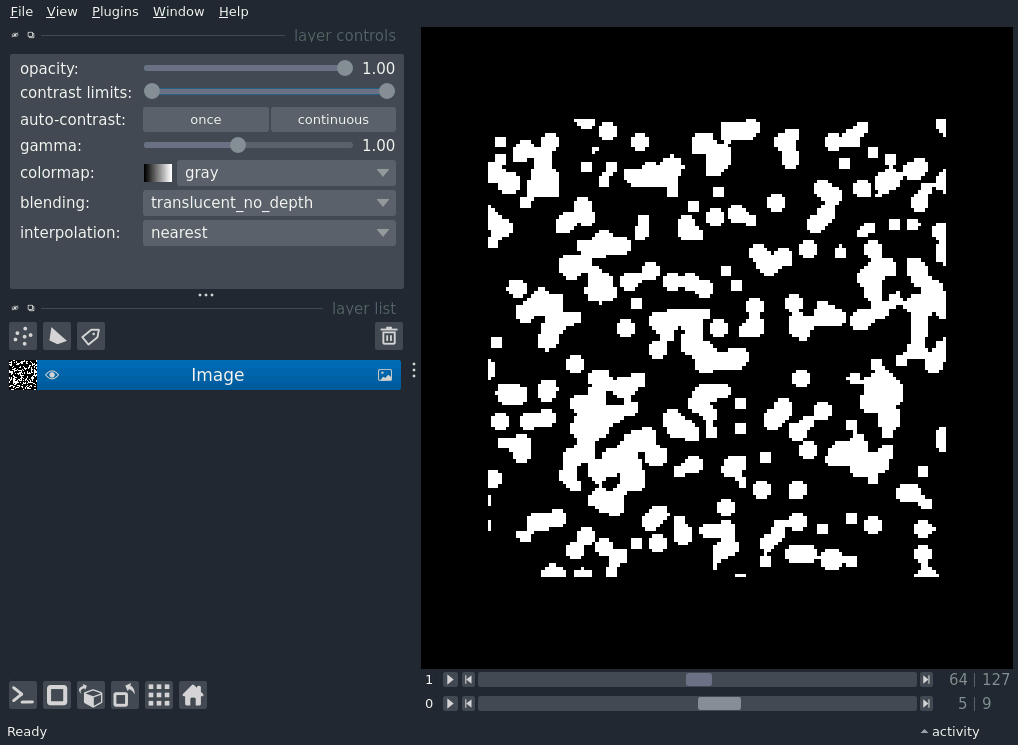 File View Plugins Window Help
layer controls
opacity: 1.00
contrast limits:
auto-contrast: once continuous
gamma: 1.00
colormap: gray
blending: translucent_no_depth
interpolation: nearest
layer list
Image
1 64 | 127
0 5 | 9
Ready activity